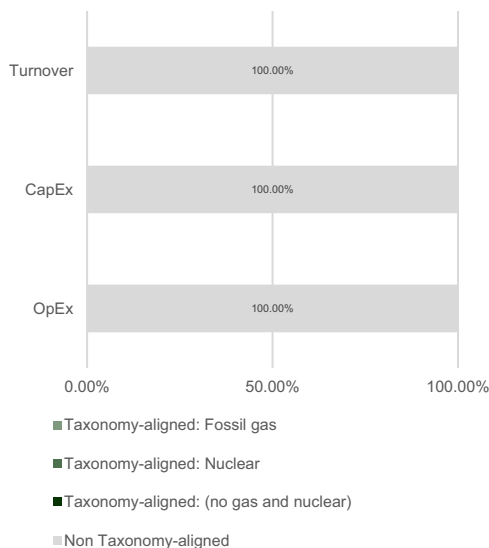 Turnover
100.00%
CapEx
100.00%
OpEx
100.00%
0.00% 50.00% 100.00%
Taxonomy-aligned: Fossil gas
Taxonomy-aligned: Nuclear
Taxonomy-aligned: (no gas and nuclear)
Non Taxonomy-aligned